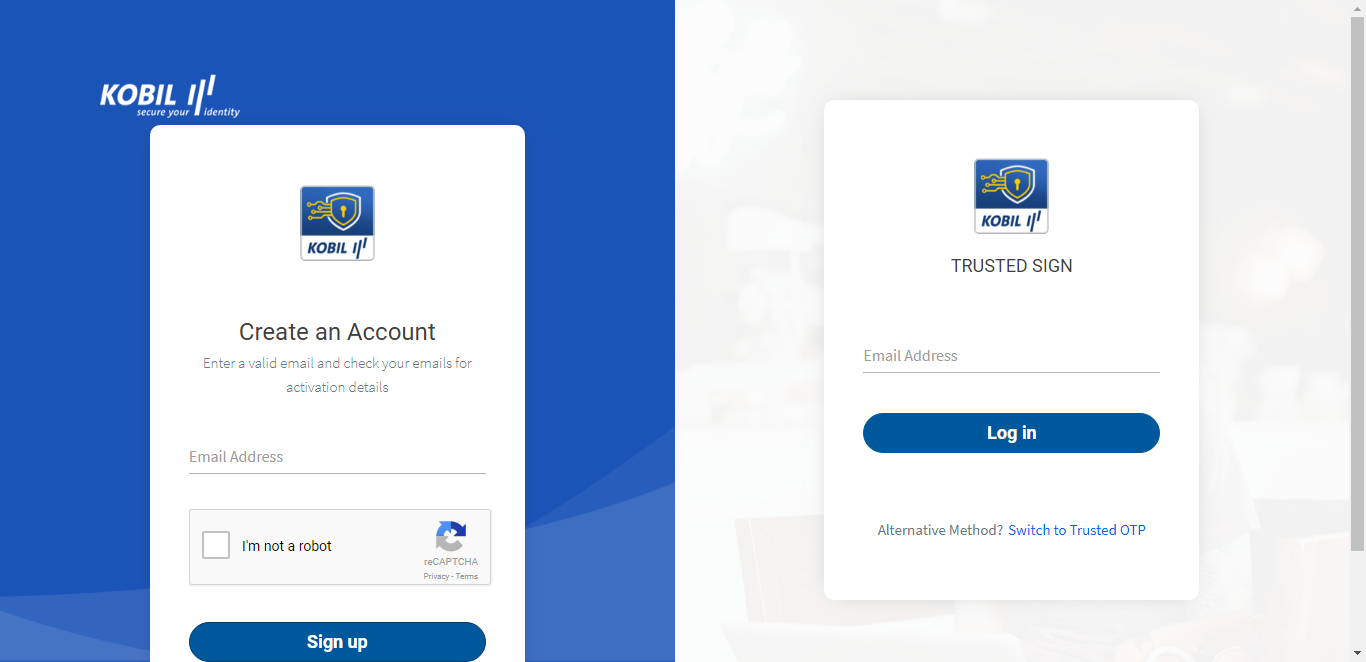 KOBIL
secure your identity
KOBIL
Create an Account
Enter a valid email and check your emails for
activation details
Email Address
I'm not a robot
reCAPTCHA
Privacy - Terms
Sign up
KOBIL
TRUSTED SIGN
Email Address
Log in
Alternative Method? Switch to Trusted OTP